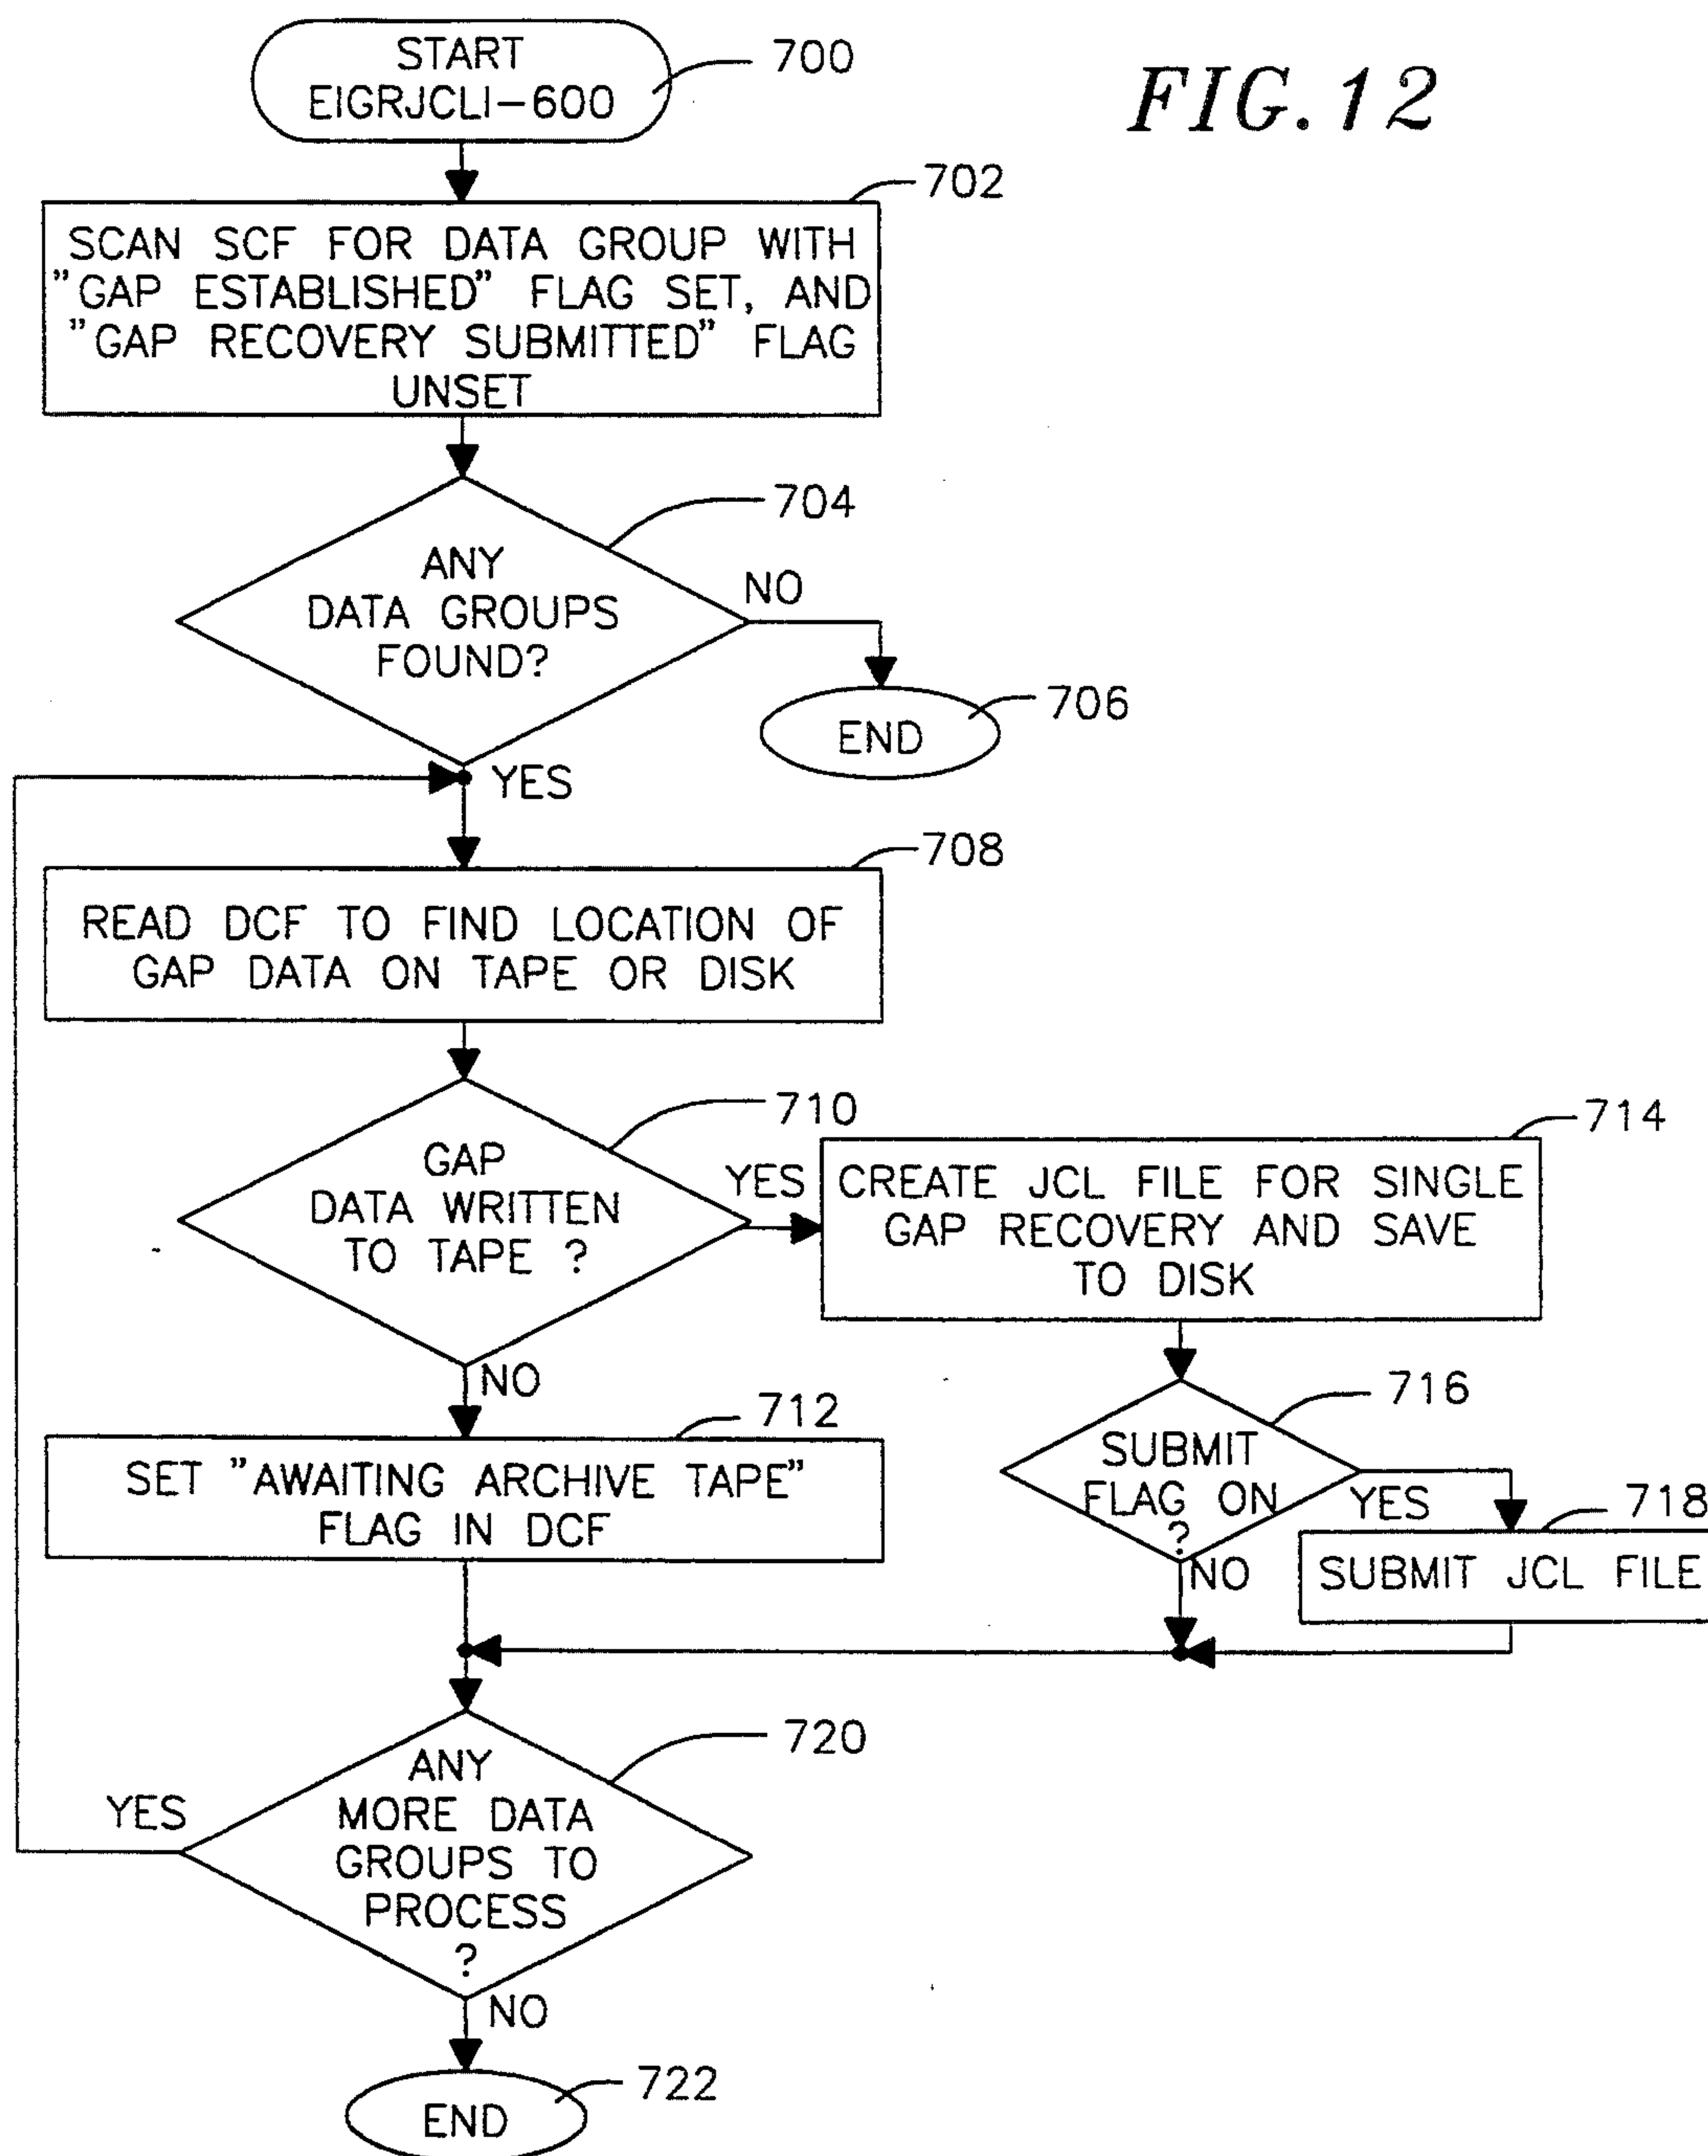 START
EIGRJCLI-600
700
FIG. 12
702
SCAN SCF FOR DATA GROUP WITH
"GAP ESTABLISHED" FLAG SET, AND
"GAP RECOVERY SUBMITTED" FLAG
UNSET
704
ANY
DATA GROUPS
FOUND?
NO
706
END
YES
708
READ DCF TO FIND LOCATION OF
GAP DATA ON TAPE OR DISK
710
GAP
DATA WRITTEN
TO TAPE ?
YES
714
CREATE JCL FILE FOR SINGLE
GAP RECOVERY AND SAVE
TO DISK
NO
712
SET "AWAITING ARCHIVE TAPE"
FLAG IN DCF
716
SUBMIT
FLAG ON
?
YES
718
SUBMIT JCL FILE
NO
720
ANY
MORE DATA
GROUPS TO
PROCESS
?
YES
NO
722
END